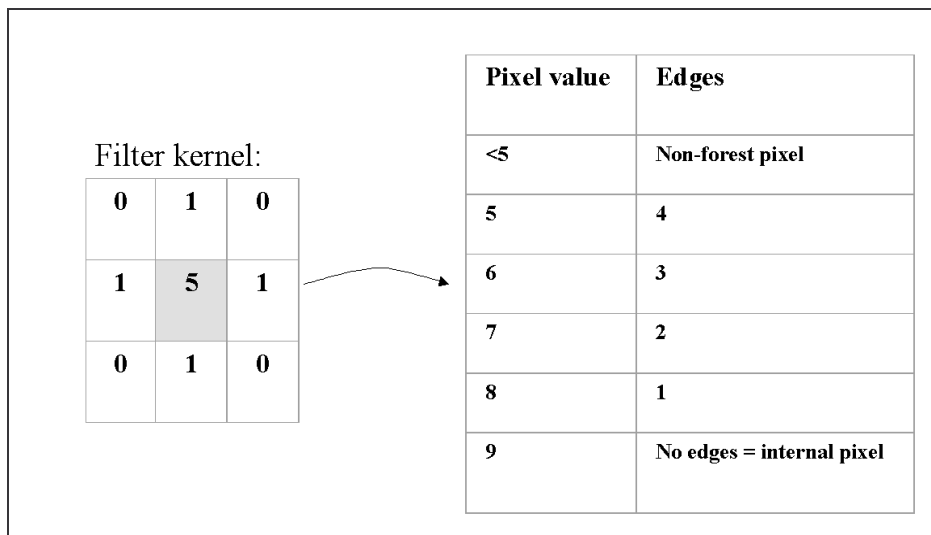 Filter kernel:
0 1 0
1 5 1
0 1 0
Pixel value Edges
<5 Non-forest pixel
5 4
6 3
7 2
8 1
9 No edges = internal pixel